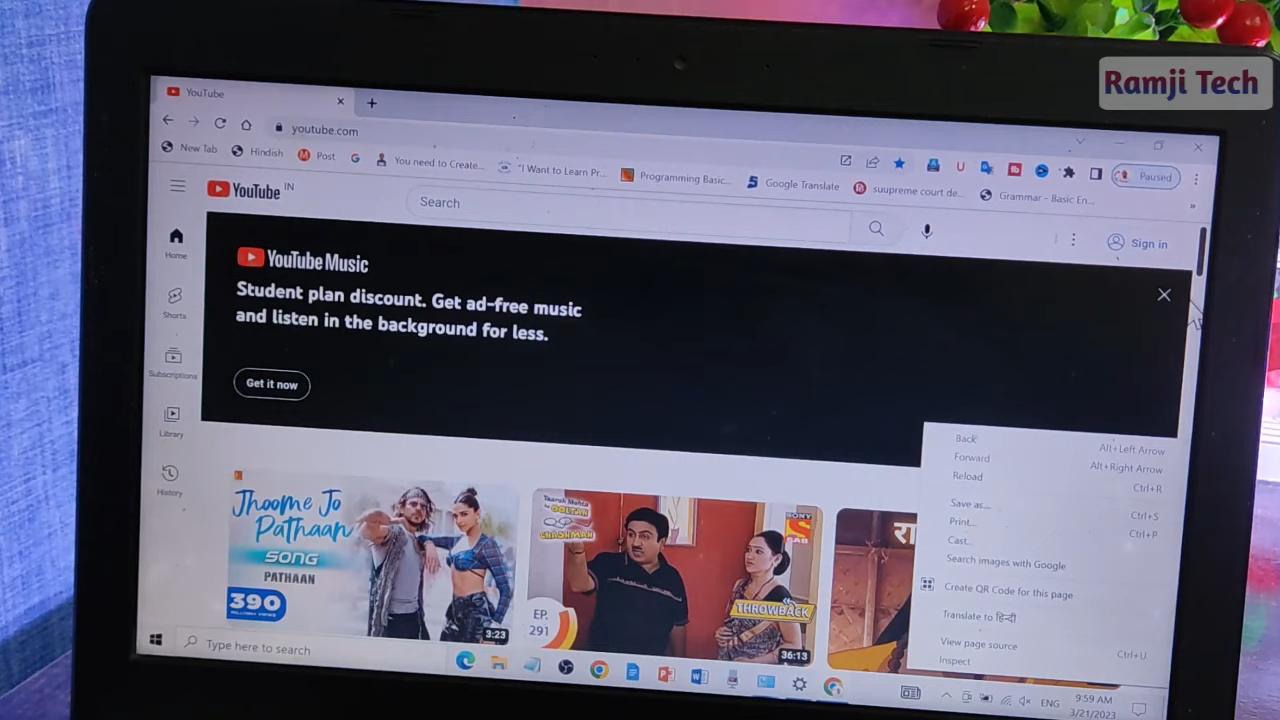 Ramji Tech
YouTube
youtube.com
Paused
New Tab
Hindish
Post
You need to Create...
"I Want to Learn Pr...
Programming Basic...
Google Translate
suupreme court de...
Grammar - Basic En...
»
YouTube IN
Search
Sign in
Home
Shorts
Subscriptions
Library
History
YouTube Music
Student plan discount. Get ad-free music
and listen in the background for less.
Get it now
Back Alt+Left Arrow
Forward Alt+Right Arrow
Reload Ctrl+R
Save as... Ctrl+S
Print... Ctrl+P
Cast...
Search images with Google
Create QR Code for this page
Translate to हिन्दी
View page source Ctrl+U
Inspect
Jhoome Jo
Pathaan
SONG
PATHAAN
390
3:23
Taarak Mehta
Ka OOLTAH
CHASHMAH
SONY
SAB
EP.
291
THROWBACK
36:13
Type here to search
ENG
9:59 AM
3/21/2023